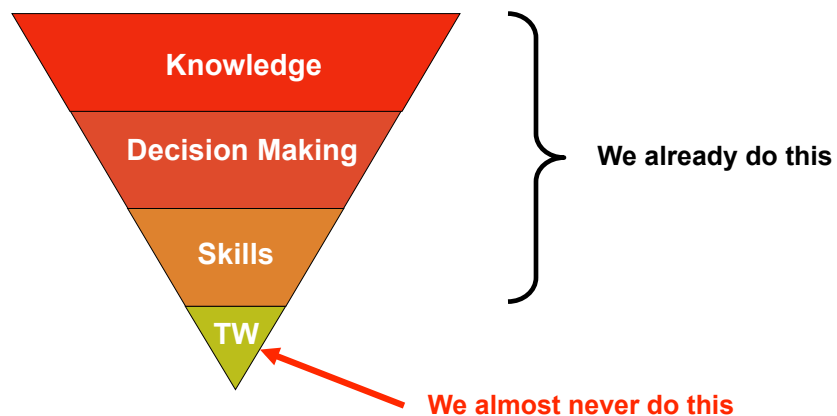 Knowledge
Decision Making
We already do this
Skills
TW
We almost never do this